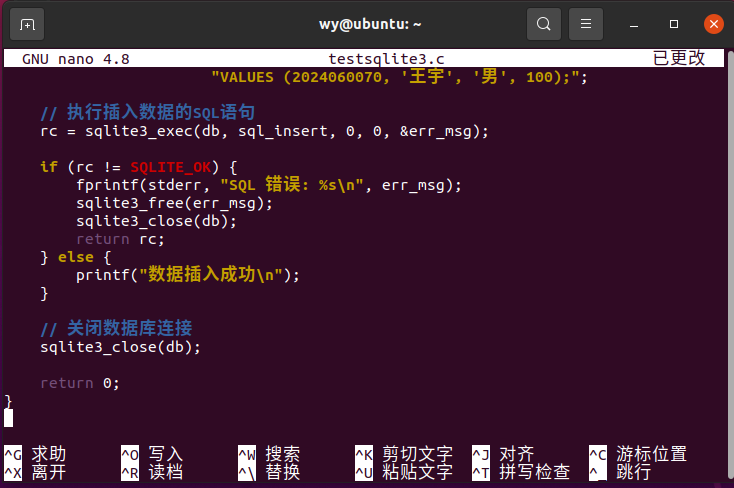 wy@ubuntu: ~
GNU nano 4.8 testsqlite3.c 已更改
"VALUES (2024060070, '王宇', '男', 100);";
// 执行插入数据的SQL语句
rc = sqlite3_exec(db, sql_insert, 0, 0, &err_msg);
if (rc != SQLITE_OK) {
fprintf(stderr, "SQL 错误: %s\n", err_msg);
sqlite3_free(err_msg);
sqlite3_close(db);
return rc;
} else {
printf("数据插入成功\n");
}
// 关闭数据库连接
sqlite3_close(db);
return 0;
}
^G 求助 ^O 写入 ^W 搜索 ^K 剪切文字 ^J 对齐 ^C 游标位置
^X 离开 ^R 读档 ^\ 替换 ^U 粘贴文字 ^T 拼写检查 ^_ 跳行